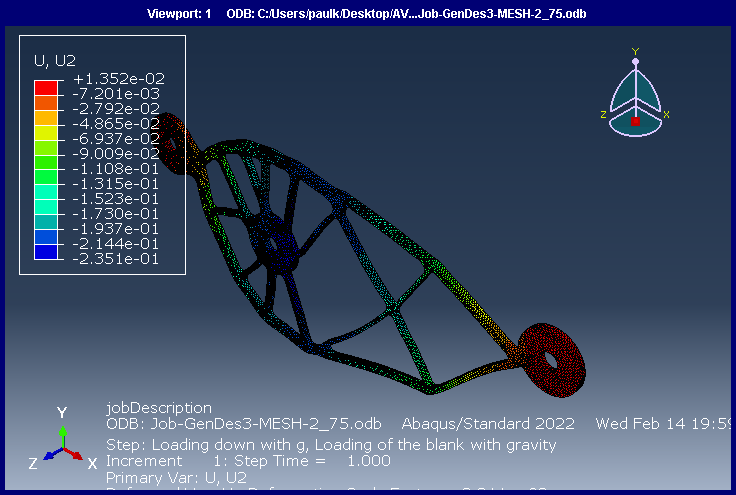 Viewport: 1 ODB: C:/Users/paulk/Desktop/AV...Job-GenDes3-MESH-2_75.odb
U, U2
+1.352e-02
-7.201e-03
-2.792e-02
-4.865e-02
-6.937e-02
-9.009e-02
-1.108e-01
-1.315e-01
-1.523e-01
-1.730e-01
-1.937e-01
-2.144e-01
-2.351e-01
Y
Z X
Y
Z X
jobDescription
ODB: Job-GenDes3-MESH-2_75.odb Abaqus/Standard 2022 Wed Feb 14 19:59
Step: Loading down with g, Loading of the blank with gravity
Increment 1: Step Time = 1.000
Primary Var: U, U2